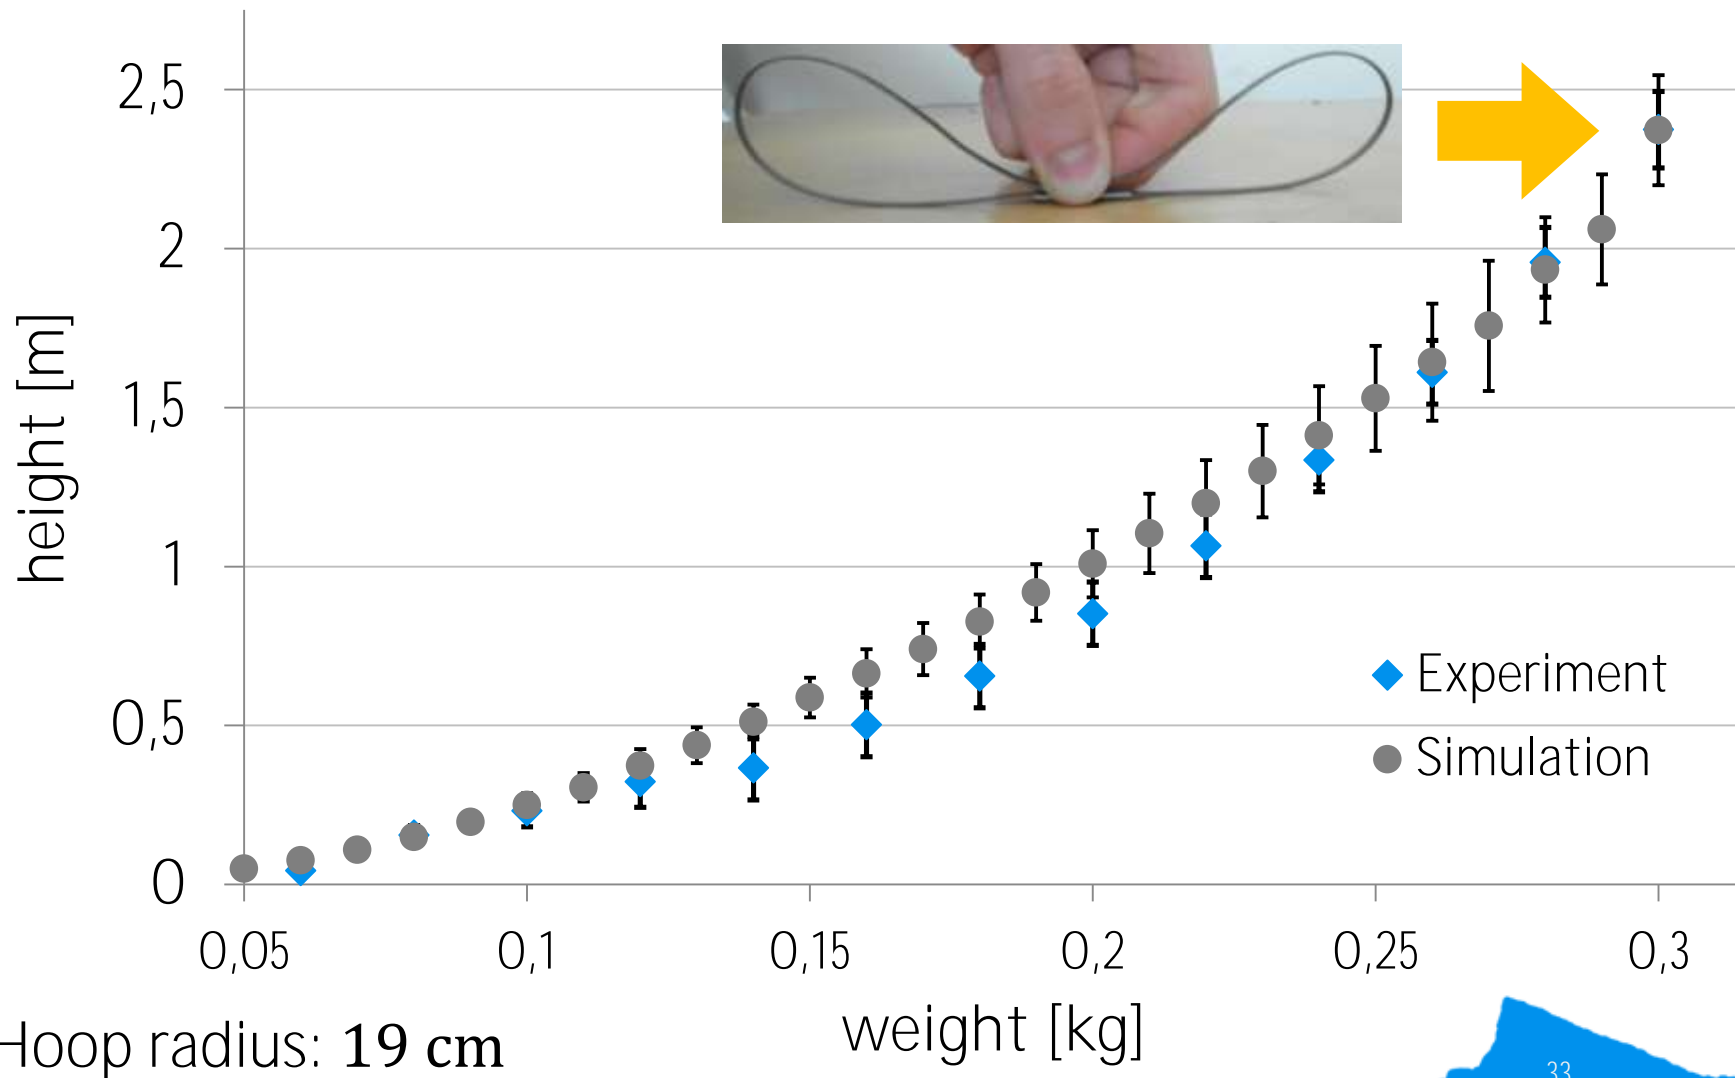 2,5
2
1,5
1
0,5
0
height [m]
0,05
0,1
0,15
0,2
0,25
0,3
weight [kg]
Experiment
Simulation
Hoop radius: 19 cm
33